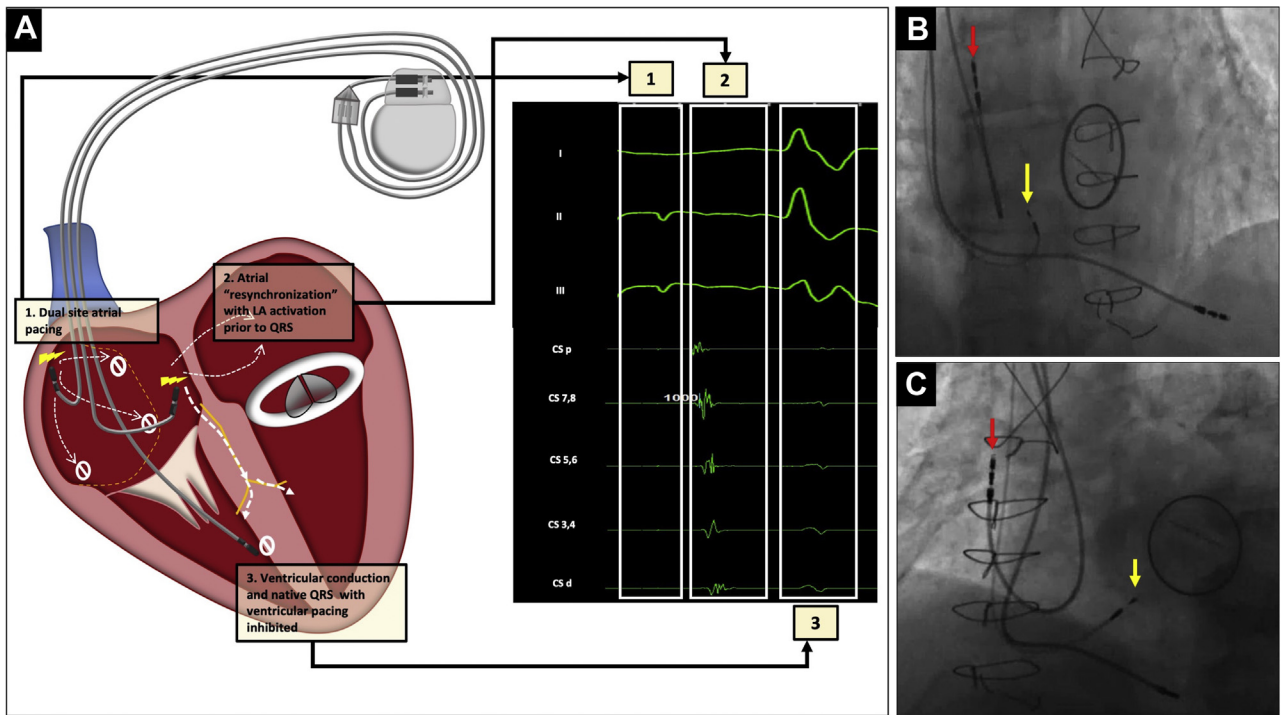 A
1
2
1. Dual site atrial
pacing
2. Atrial
“resynchronization”
with LA activation
prior to QRS
3. Ventricular conduction
and native QRS with
ventricular pacing
inhibited
I
II
III
CS p
CS 7,8
1000
CS 5,6
CS 3,4
CS d
3
B
C